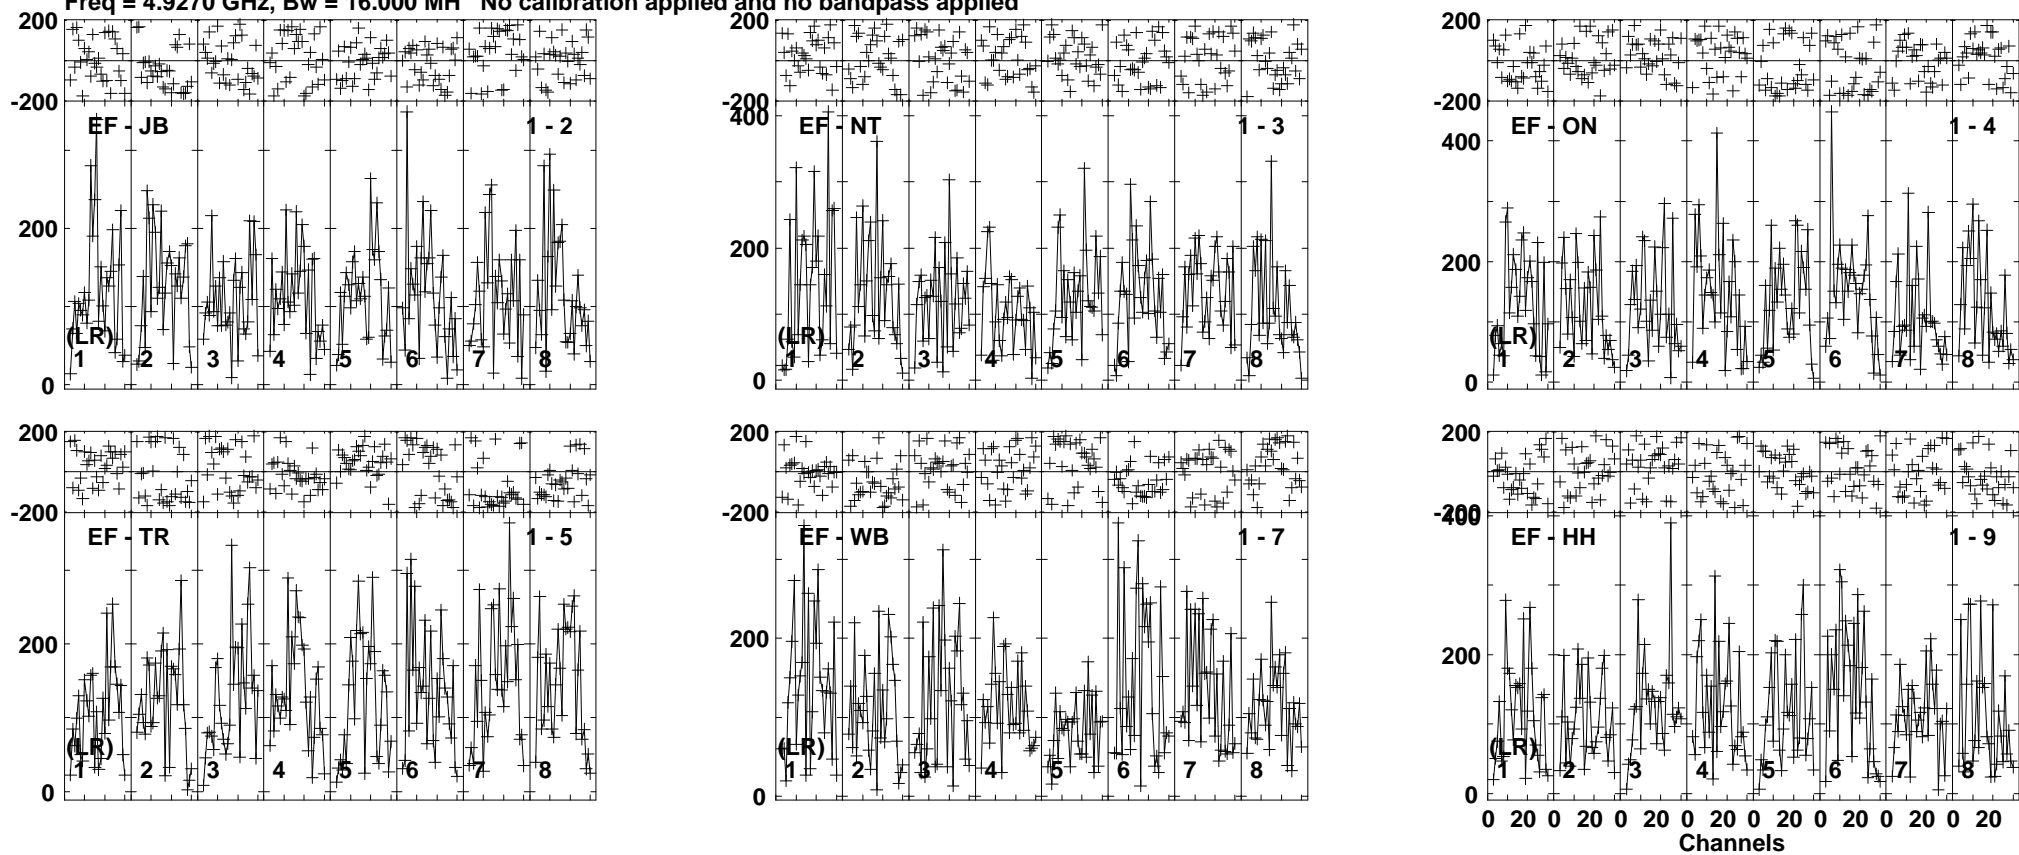 Freq = 4.9270 GHz, Bw = 16.000 MH No calibration applied and no bandpass applied
200
-200
EF - JB
1 - 2
200
0
(LR)
1 2 3 4 5 6 7 8
200
-200
400
EF - NT
1 - 3
200
0
(LR)
1 2 3 4 5 6 7 8
200
-200
EF - ON
1 - 4
400
200
0
(LR)
1 2 3 4 5 6 7 8
200
-200
EF - TR
1 - 5
200
0
(LR)
1 2 3 4 5 6 7 8
200
-200
EF - WB
1 - 7
200
0
(LR)
1 2 3 4 5 6 7 8
200
-200
400
EF - HH
1 - 9
200
0
(LR)
1 2 3 4 5 6 7 8
0 20 0 20 0 20 0 20 0 20 0 20 0 20 0 20
Channels